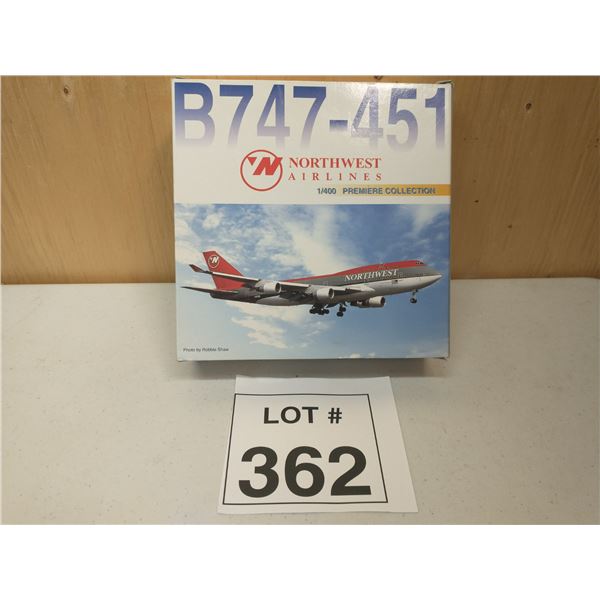 B747-451
NORTHWEST
AIRLINES
1/400 PREMIERE COLLECTION
NORTHWEST
Photo by Robbie Shaw
LOT #
362